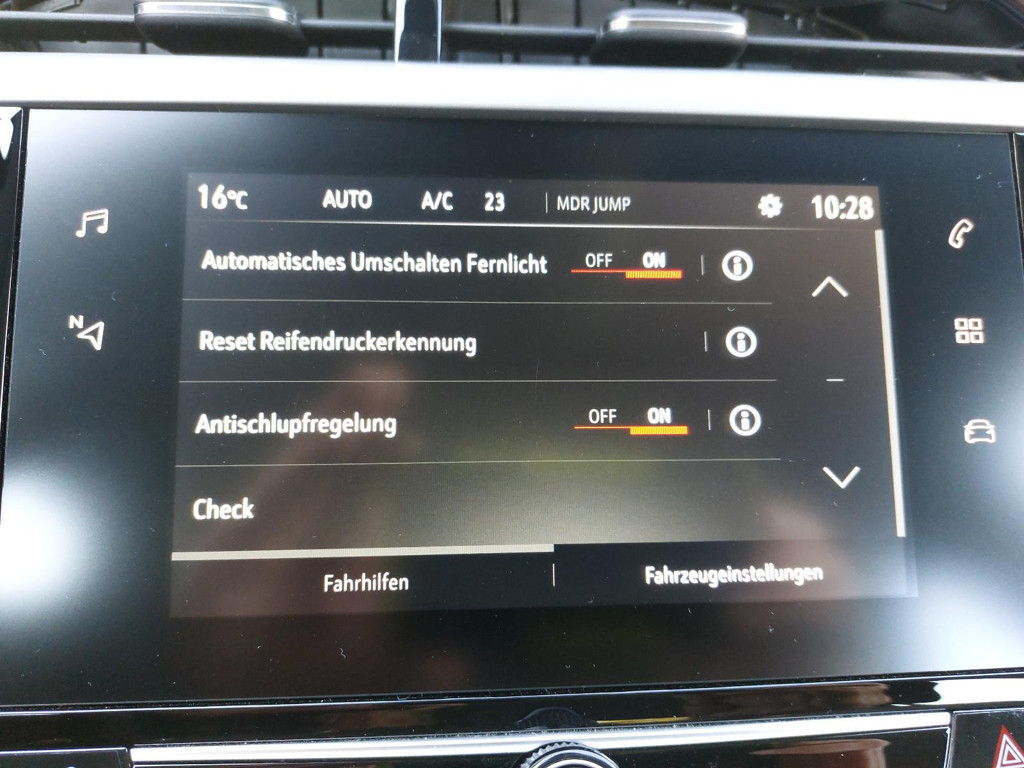 16°C AUTO A/C 23 MDR JUMP 10:28
Automatisches Umschalten Fernlicht OFF ON
N
Reset Reifendruckerkennung
Antischlupfregelung OFF ON
Check
Fahrhilfen Fahrzeugeinstellungen